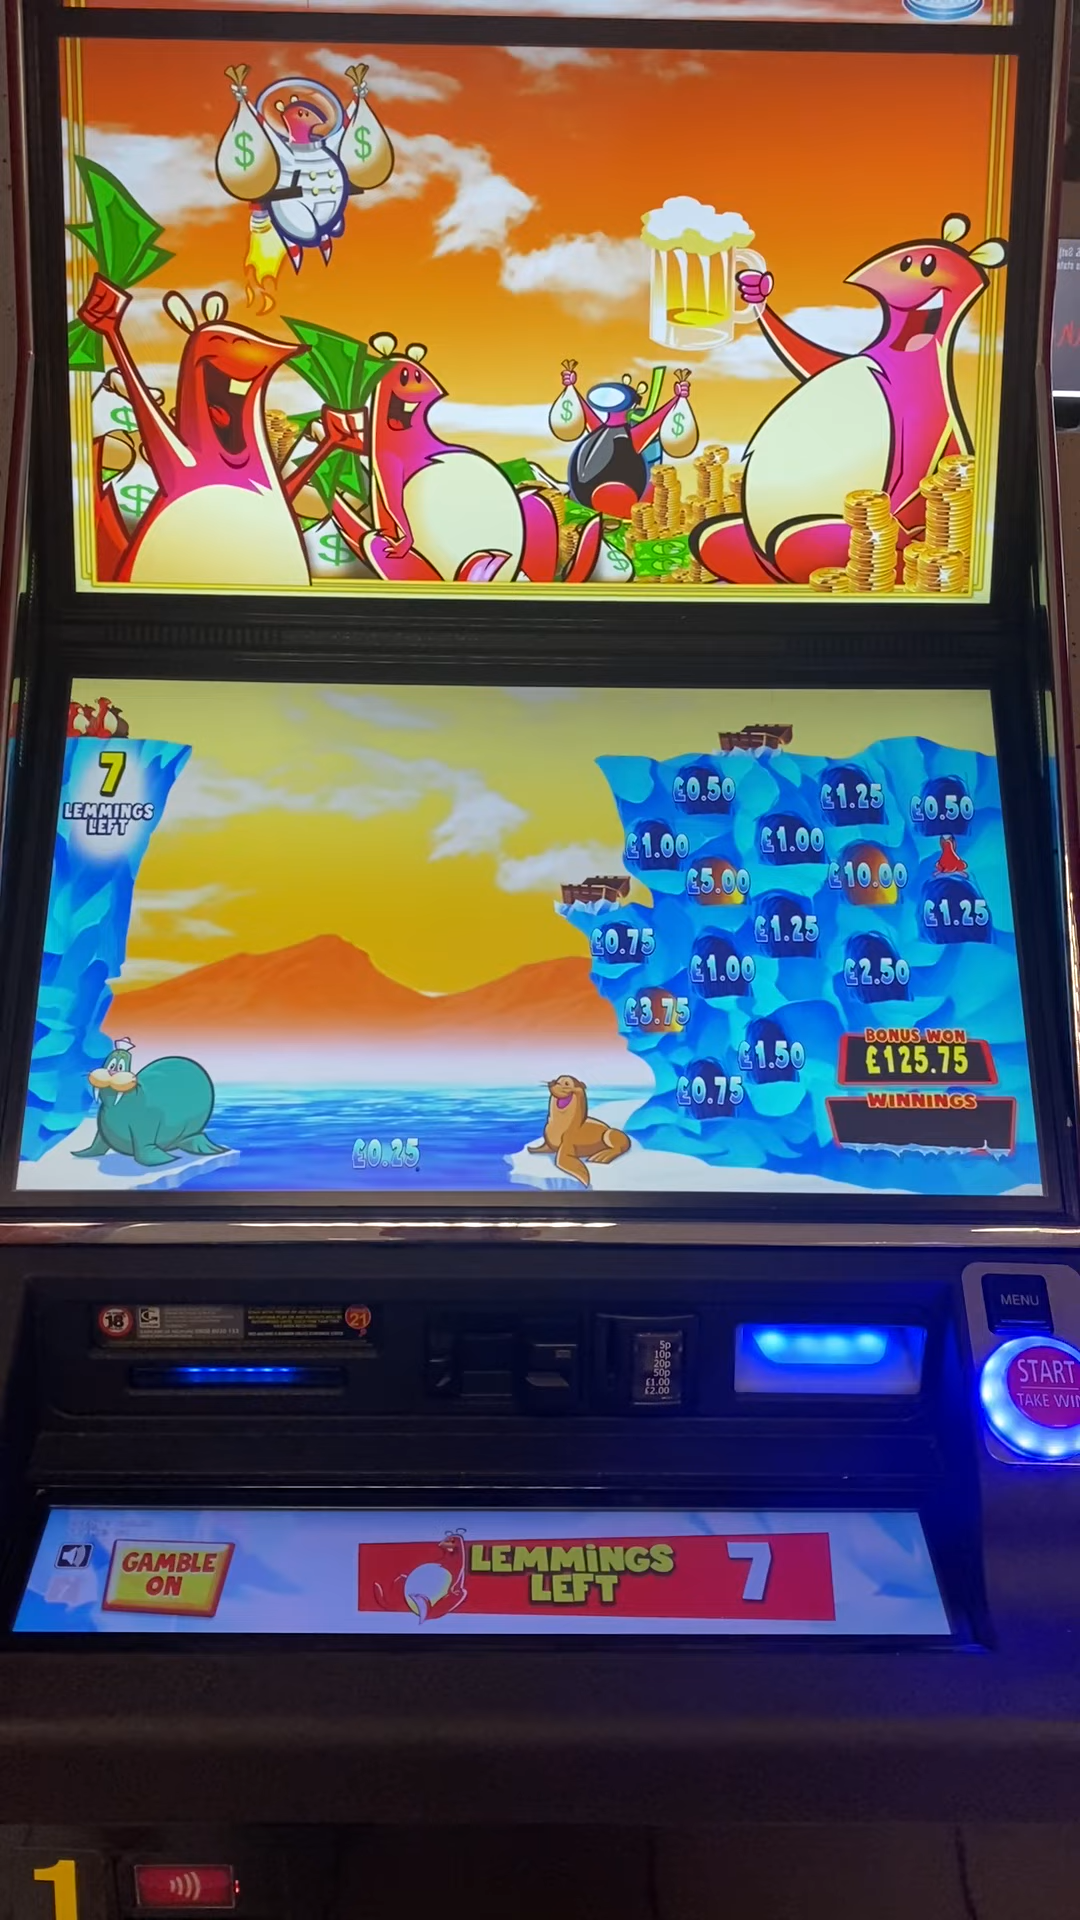 $
$
$
$
$
$
$
$
7
LEMMINGS
LEFT
£0.50
£1.25
£0.50
£1.00
£1.00
£5.00
£10.00
£1.25
£0.75
£1.25
£1.00
£2.50
£3.75
£1.50
£0.75
BONUS WON
£125.75
WINNINGS
£0.25
18
21
5p
10p
20p
50p
£1.00
£2.00
MENU
START
TAKE WIN
GAMBLE
ON
LEMMINGS
LEFT
7
1